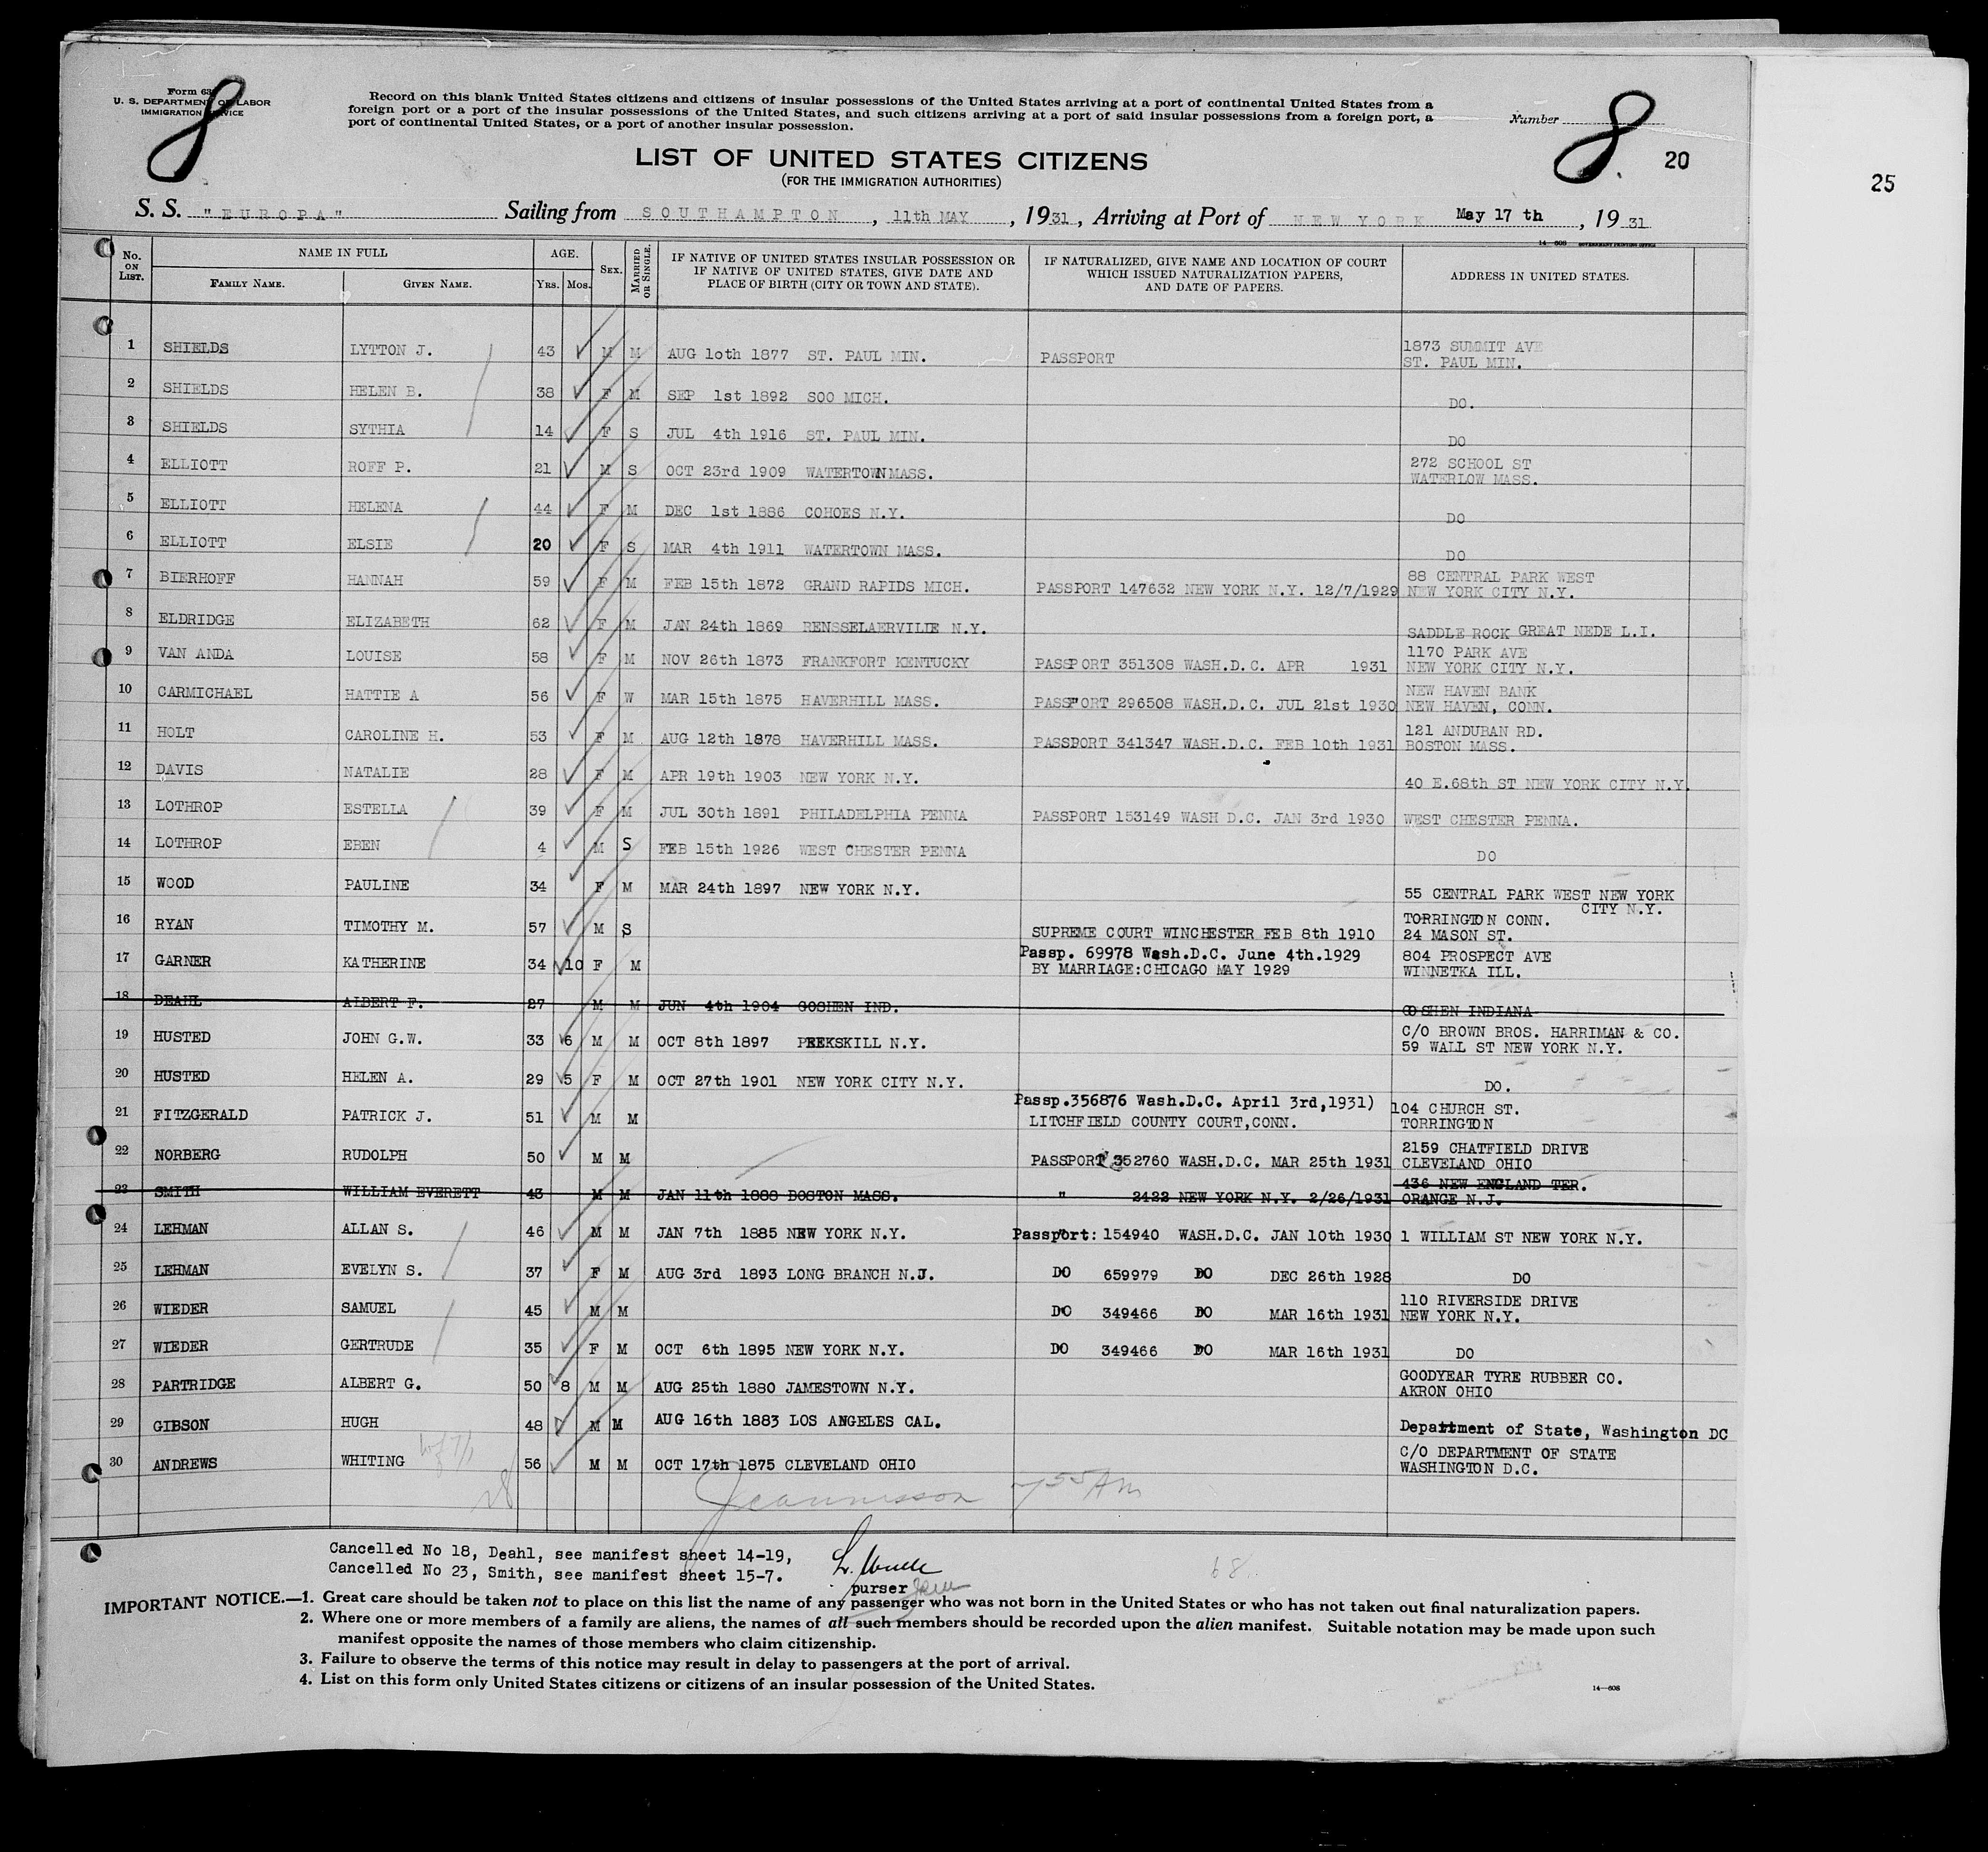 Form 63
U. S. DEPARTMENT OF LABOR
IMMIGRATION SERVICE
8
Record on this blank United States citizens and citizens of insular possessions of the United States arriving at a port of continental United States from a
foreign port or a port of the insular possessions of the United States, and such citizens arriving at a port of said insular possessions from a foreign port, a
port of continental United States, or a port of another insular possession.
Number
8
20
25
LIST OF UNITED STATES CITIZENS
(FOR THE IMMIGRATION AUTHORITIES)
S. S. "EUROPA" Sailing from SOUTHAMPTON, 11th MAY, 1931, Arriving at Port of NEW YORK May 17 th, 1931
14—608 GOVERNMENT PRINTING OFFICE
No. ON LIST. NAME IN FULL FAMILY NAME. GIVEN NAME. AGE. YRS. MOS. SEX. MARRIED OR SINGLE. IF NATIVE OF UNITED STATES INSULAR POSSESSION OR IF NATIVE OF UNITED STATES, GIVE DATE AND PLACE OF BIRTH (CITY OR TOWN AND STATE). IF NATURALIZED, GIVE NAME AND LOCATION OF COURT WHICH ISSUED NATURALIZATION PAPERS, AND DATE OF PAPERS. ADDRESS IN UNITED STATES.
1 SHIELDS LYTTON J. 43 M M AUG 10th 1877 ST. PAUL MIN. PASSPORT 1873 SUMMIT AVE ST. PAUL MIN.
2 SHIELDS HELEN B. 38 F M SEP 1st 1892 SOO MICH. DO.
3 SHIELDS SYTHIA 14 F S JUL 4th 1916 ST. PAUL MIN. DO
4 ELLIOTT ROFF P. 21 M S OCT 23rd 1909 WATERTOWN MASS. 272 SCHOOL ST WATERLOW MASS.
5 ELLIOTT HELENA 44 F M DEC 1st 1886 COHOES N.Y. DO
6 ELLIOTT ELSIE 20 F S MAR 4th 1911 WATERTOWN MASS. DO
7 BIERHOFF HANNAH 59 F M FEB 15th 1872 GRAND RAPIDS MICH. PASSPORT 147632 NEW YORK N.Y. 12/7/1929 88 CENTRAL PARK WEST NEW YORK CITY N.Y.
8 ELDRIDGE ELIZABETH 62 F M JAN 24th 1869 RENSSELAERVILIE N.Y. SADDLE ROCK GREAT NEDE L.I.
9 VAN ANDA LOUISE 58 F M NOV 26th 1873 FRANKFORT KENTUCKY PASSPORT 351308 WASH.D.C. APR 1931 1170 PARK AVE NEW YORK CITY N.Y.
10 CARMICHAEL HATTIE A 56 F W MAR 15th 1875 HAVERHILL MASS. PASSPORT 296508 WASH.D.C. JUL 21st 1930 NEW HAVEN BANK NEW HAVEN, CONN.
11 HOLT CAROLINE H. 53 F M AUG 12th 1878 HAVERHILL MASS. PASSPORT 341347 WASH.D.C. FEB 10th 1931 121 ANDUBAN RD. BOSTON MASS.
12 DAVIS NATALIE 28 F M APR 19th 1903 NEW YORK N.Y. 40 E.68th ST NEW YORK CITY N.Y.
13 LOTHROP ESTELLA 39 F M JUL 30th 1891 PHILADELPHIA PENNA PASSPORT 153149 WASH D.C. JAN 3rd 1930 WEST CHESTER PENNA.
14 LOTHROP EBEN 4 M S FEB 15th 1926 WEST CHESTER PENNA DO
15 WOOD PAULINE 34 F M MAR 24th 1897 NEW YORK N.Y. 55 CENTRAL PARK WEST NEW YORK CITY N.Y.
16 RYAN TIMOTHY M. 57 M S SUPREME COURT WINCHESTER FEB 8th 1910 TORRINGTON CONN. 24 MASON ST.
17 GARNER KATHERINE 34 10 F M Passp. 69978 Wash.D.C. June 4th.1929 BY MARRIAGE:CHICAGO MAY 1929 804 PROSPECT AVE WINNETKA ILL.
18 DEAHL ALBERT F. 27 M M JUN 4th 1904 GOSHEN IND. GOSHEN INDIANA
19 HUSTED JOHN G.W. 33 6 M M OCT 8th 1897 PEEKSKILL N.Y. C/O BROWN BROS. HARRIMAN & CO. 59 WALL ST NEW YORK N.Y.
20 HUSTED HELEN A. 29 5 F M OCT 27th 1901 NEW YORK CITY N.Y. DO.
21 FITZGERALD PATRICK J. 51 M M Passp.356876 Wash.D.C. April 3rd,1931) LITCHFIELD COUNTY COURT,CONN. 104 CHURCH ST. TORRINGTON
22 NORBERG RUDOLPH 50 M M PASSPORT 352760 WASH.D.C. MAR 25th 1931 2159 CHATFIELD DRIVE CLEVELAND OHIO
23 SMITH WILLIAM EVERETT 43 M M JAN 11th 1888 BOSTON MASS. " 2422 NEW YORK N.Y. 2/26/1931 436 NEW ENGLAND TER. ORANGE N.J.
24 LEHMAN ALLAN S. 46 M M JAN 7th 1885 NEW YORK N.Y. Passport: 154940 WASH.D.C. JAN 10th 1930 1 WILLIAM ST NEW YORK N.Y.
25 LEHMAN EVELYN S. 37 F M AUG 3rd 1893 LONG BRANCH N.J. DO 659979 DO DEC 26th 1928 DO
26 WIEDER SAMUEL 45 M M DO 349466 DO MAR 16th 1931 110 RIVERSIDE DRIVE NEW YORK N.Y.
27 WIEDER GERTRUDE 35 F M OCT 6th 1895 NEW YORK N.Y. DO 349466 DO MAR 16th 1931 DO
28 PARTRIDGE ALBERT G. 50 8 M M AUG 25th 1880 JAMESTOWN N.Y. GOODYEAR TYRE RUBBER CO. AKRON OHIO
29 GIBSON HUGH 48 M M AUG 16th 1883 LOS ANGELES CAL. Department of State, Washington DC
30 ANDREWS WHITING 56 M M OCT 17th 1875 CLEVELAND OHIO C/O DEPARTMENT OF STATE WASHINGTON D.C.
Cancelled No 18, Deahl, see manifest sheet 14-19,
Cancelled No 23, Smith, see manifest sheet 15-7.
purser
68
IMPORTANT NOTICE.—1. Great care should be taken not to place on this list the name of any passenger who was not born in the United States or who has not taken out final naturalization papers.
2. Where one or more members of a family are aliens, the names of all such members should be recorded upon the alien manifest. Suitable notation may be made upon such
manifest opposite the names of those members who claim citizenship.
3. Failure to observe the terms of this notice may result in delay to passengers at the port of arrival.
4. List on this form only United States citizens or citizens of an insular possession of the United States.
14—608